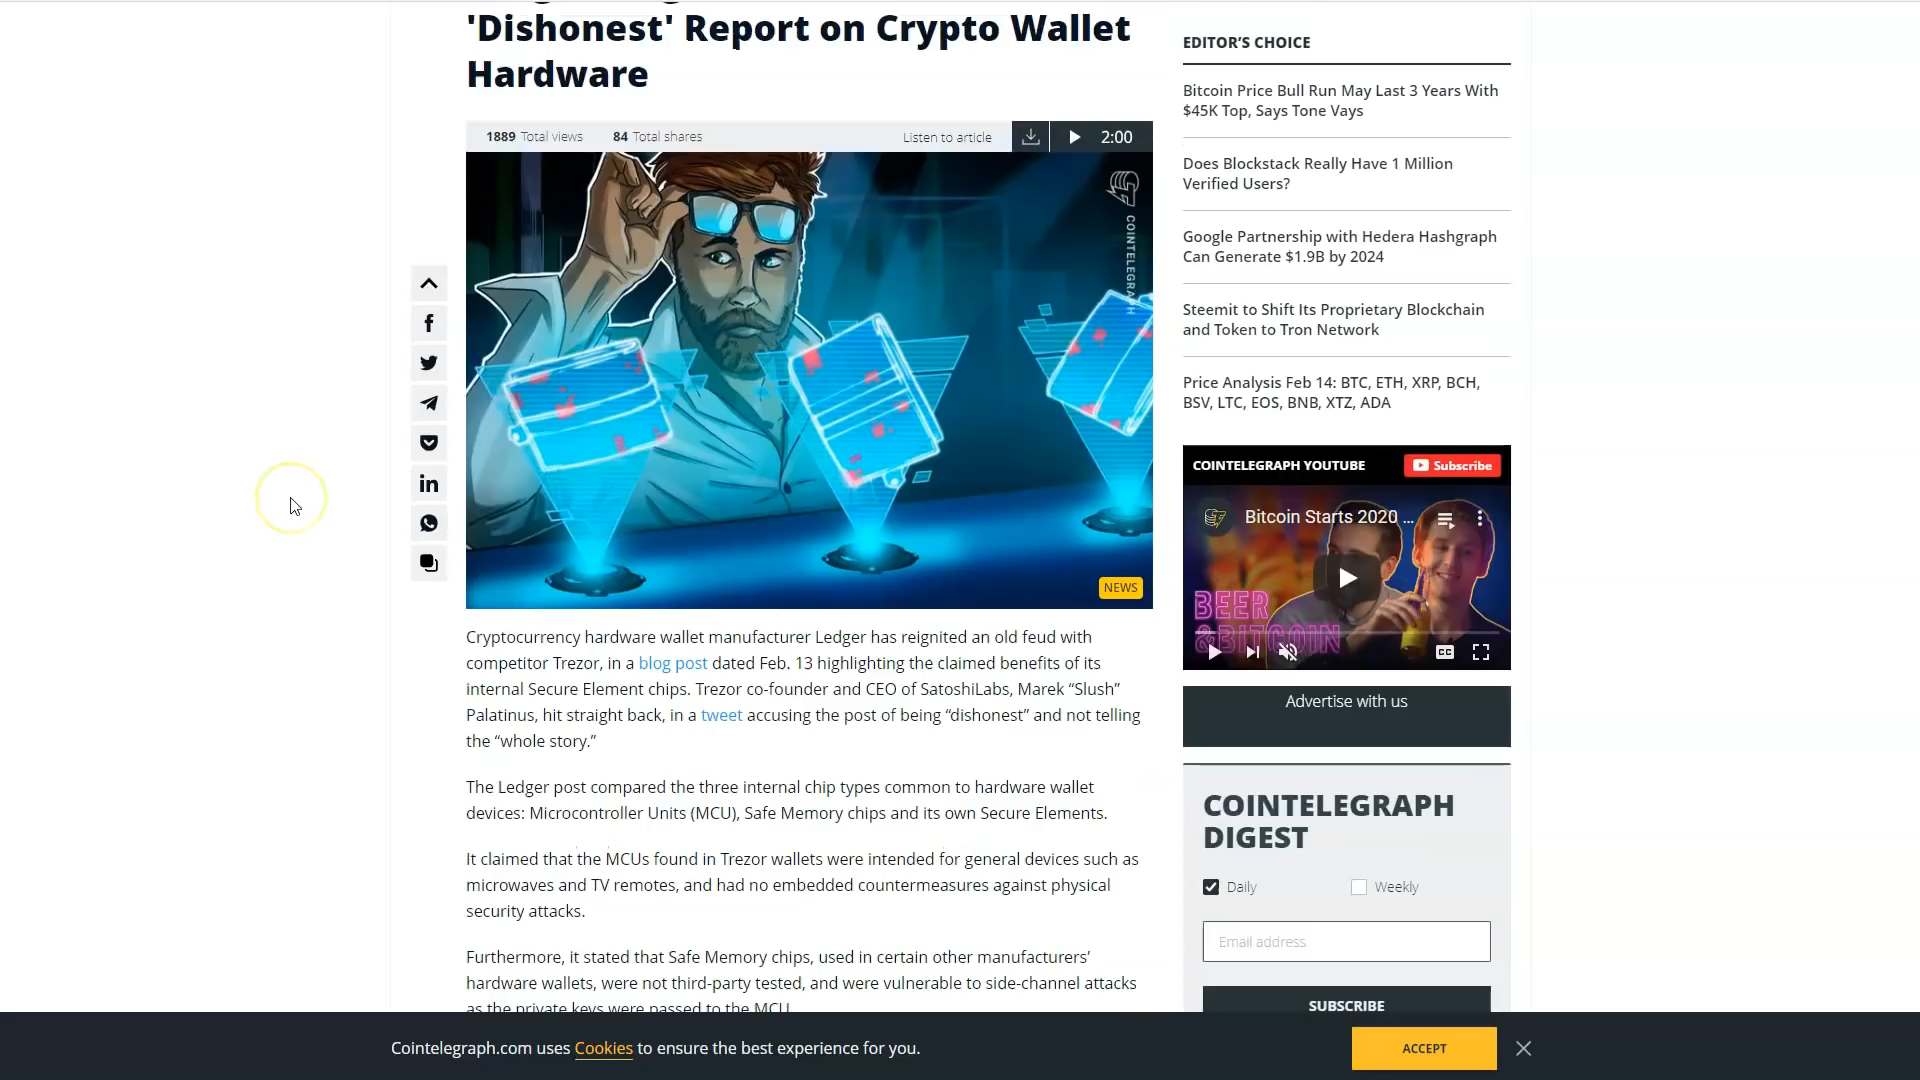 'Dishonest' Report on Crypto Wallet
Hardware
1889 Total views 84 Total shares Listen to article 2:00
COINTELEGRAPH
NEWS
Cryptocurrency hardware wallet manufacturer Ledger has reignited an old feud with
competitor Trezor, in a blog post dated Feb. 13 highlighting the claimed benefits of its
internal Secure Element chips. Trezor co-founder and CEO of SatoshiLabs, Marek “Slush”
Palatinus, hit straight back, in a tweet accusing the post of being “dishonest” and not telling
the “whole story.”
The Ledger post compared the three internal chip types common to hardware wallet
devices: Microcontroller Units (MCU), Safe Memory chips and its own Secure Elements.
It claimed that the MCUs found in Trezor wallets were intended for general devices such as
microwaves and TV remotes, and had no embedded countermeasures against physical
security attacks.
Furthermore, it stated that Safe Memory chips, used in certain other manufacturers’
hardware wallets, were not third-party tested, and were vulnerable to side-channel attacks
as the private keys were passed to the MCU.
EDITOR’S CHOICE
Bitcoin Price Bull Run May Last 3 Years With
$45K Top, Says Tone Vays
Does Blockstack Really Have 1 Million
Verified Users?
Google Partnership with Hedera Hashgraph
Can Generate $1.9B by 2024
Steemit to Shift Its Proprietary Blockchain
and Token to Tron Network
Price Analysis Feb 14: BTC, ETH, XRP, BCH,
BSV, LTC, EOS, BNB, XTZ, ADA
COINTELEGRAPH YOUTUBE Subscribe
Bitcoin Starts 2020 ...
BEER
&BITCOIN
CC
Advertise with us
COINTELEGRAPH
DIGEST
Daily Weekly
Email address
SUBSCRIBE
Cointelegraph.com uses Cookies to ensure the best experience for you. ACCEPT